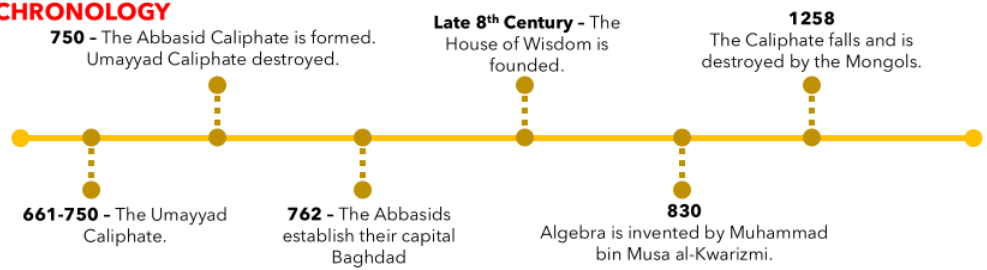 CHRONOLOGY
750 – The Abbasid Caliphate is formed.
Umayyad Caliphate destroyed.
Late 8th Century – The
House of Wisdom is
founded.
1258
The Caliphate falls and is
destroyed by the Mongols.
661-750 – The Umayyad
Caliphate.
762 – The Abbasids
establish their capital
Baghdad
830
Algebra is invented by Muhammad
bin Musa al-Kwarizmi.